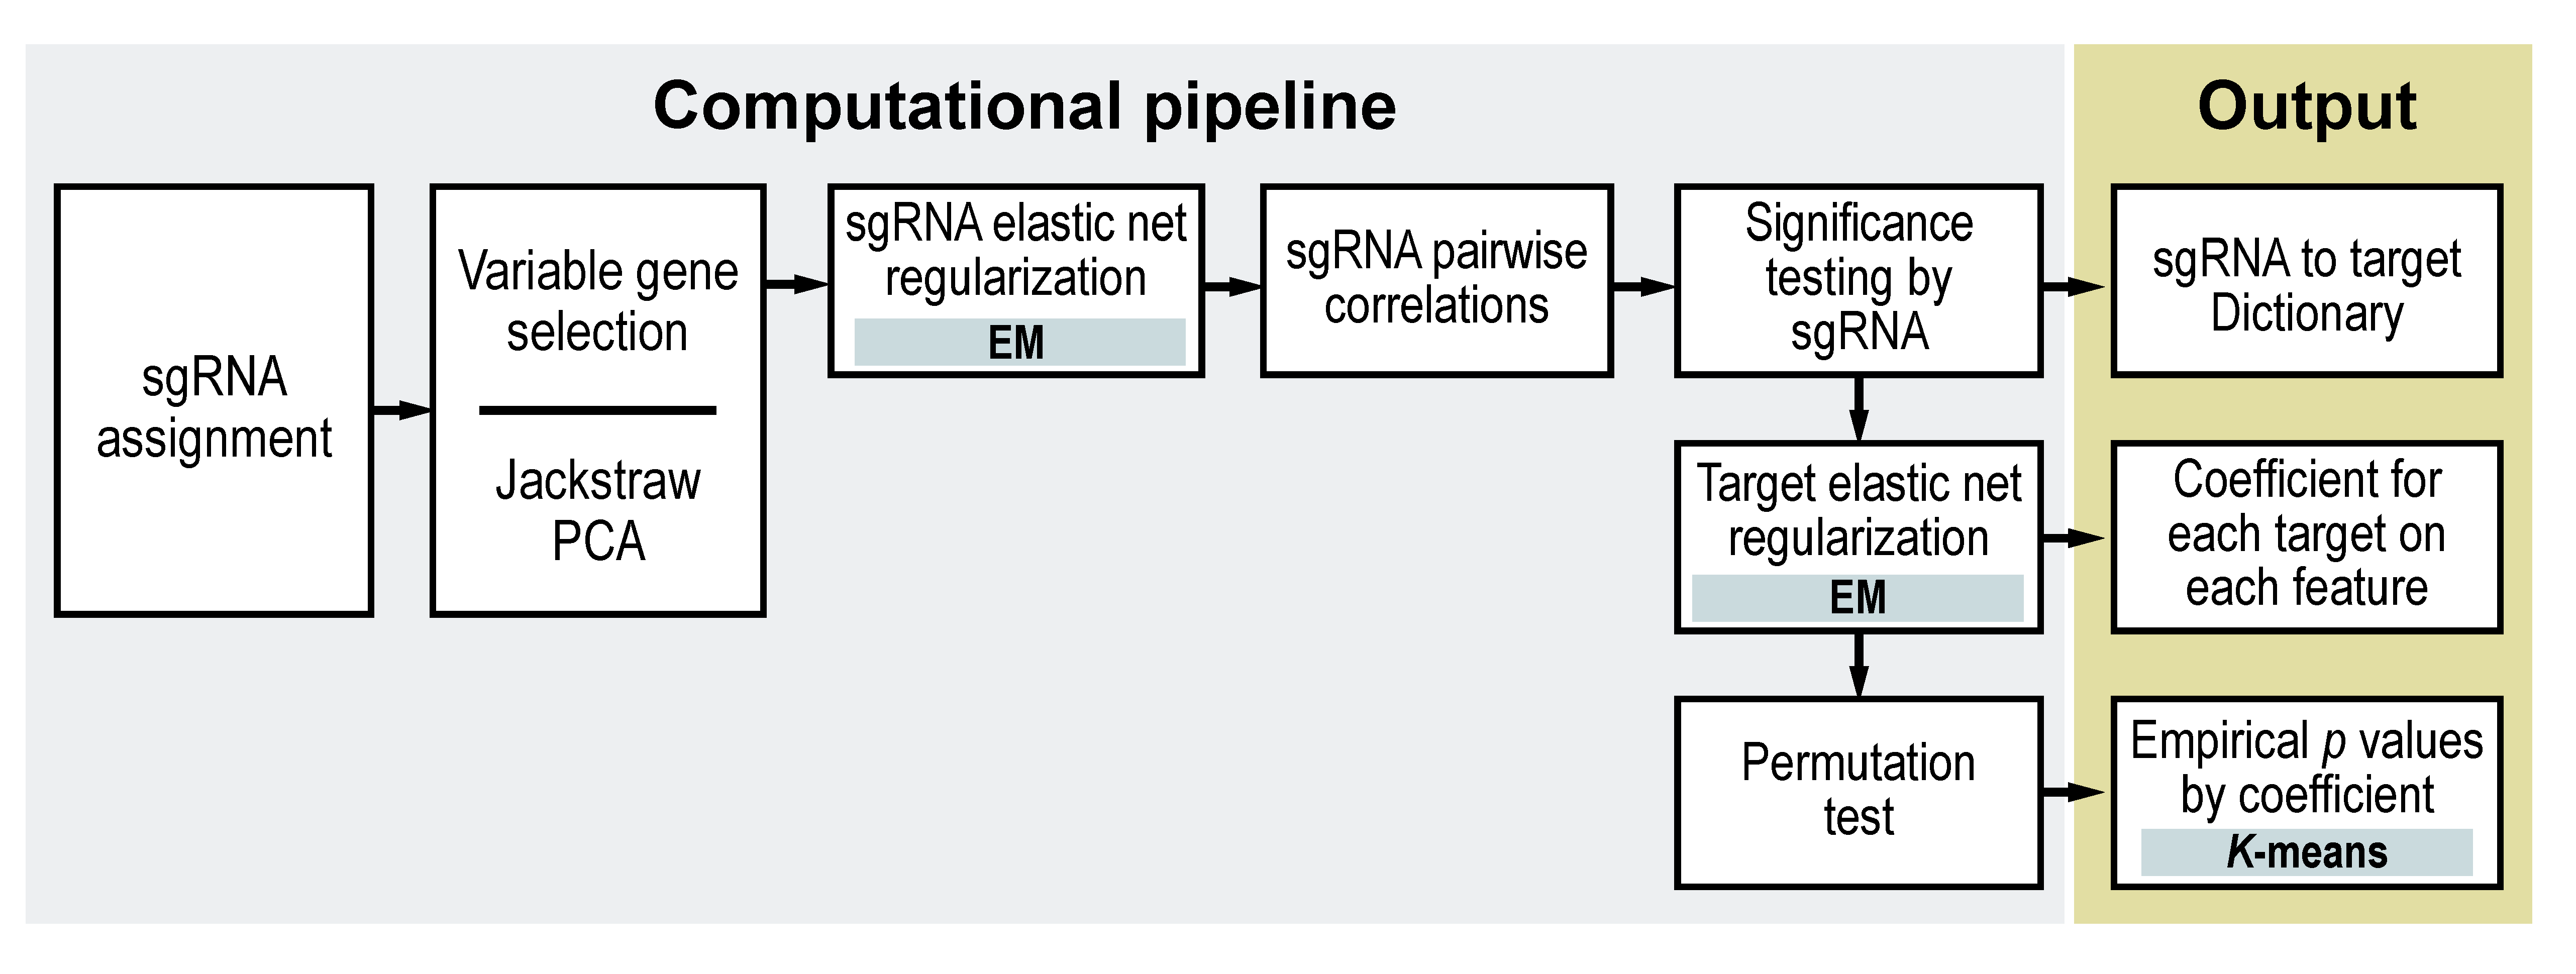 Computational pipeline
Output
sgRNA
assignment
Variable gene
selection
Jackstraw
PCA
sgRNA elastic net
regularization
EM
sgRNA pairwise
correlations
Significance
testing by
sgRNA
sgRNA to target
Dictionary
Target elastic net
regularization
EM
Coefficient for
each target on
each feature
Permutation
test
Empirical p values
by coefficient
K-means